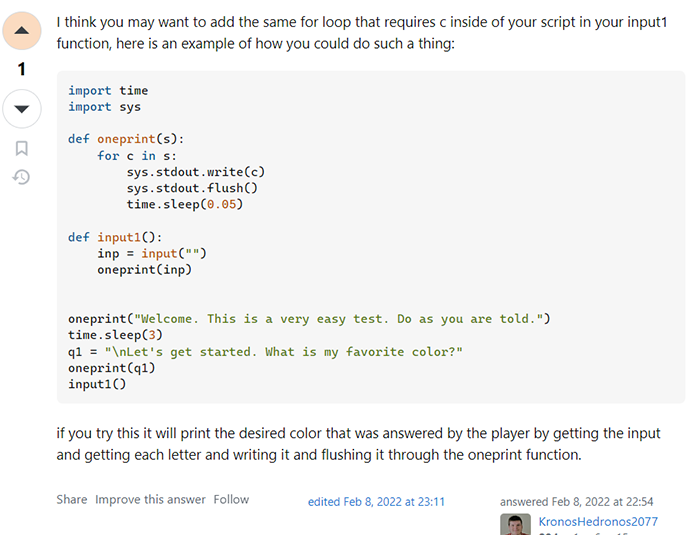 I think you may want to add the same for loop that requires c inside of your script in your input1
function, here is an example of how you could do such a thing:
1
import time
import sys
def oneprint(s):
    for c in s:
        sys.stdout.write(c)
        sys.stdout.flush()
        time.sleep(0.05)
def input1():
    inp = input("")
    oneprint(inp)
oneprint("Welcome. This is a very easy test. Do as you are told.")
time.sleep(3)
q1 = "\nLet's get started. What is my favorite color?"
oneprint(q1)
input1()
if you try this it will print the desired color that was answered by the player by getting the input
and getting each letter and writing it and flushing it through the oneprint function.
Share Improve this answer Follow
edited Feb 8, 2022 at 23:11
answered Feb 8, 2022 at 22:54
KronosHedronos2077